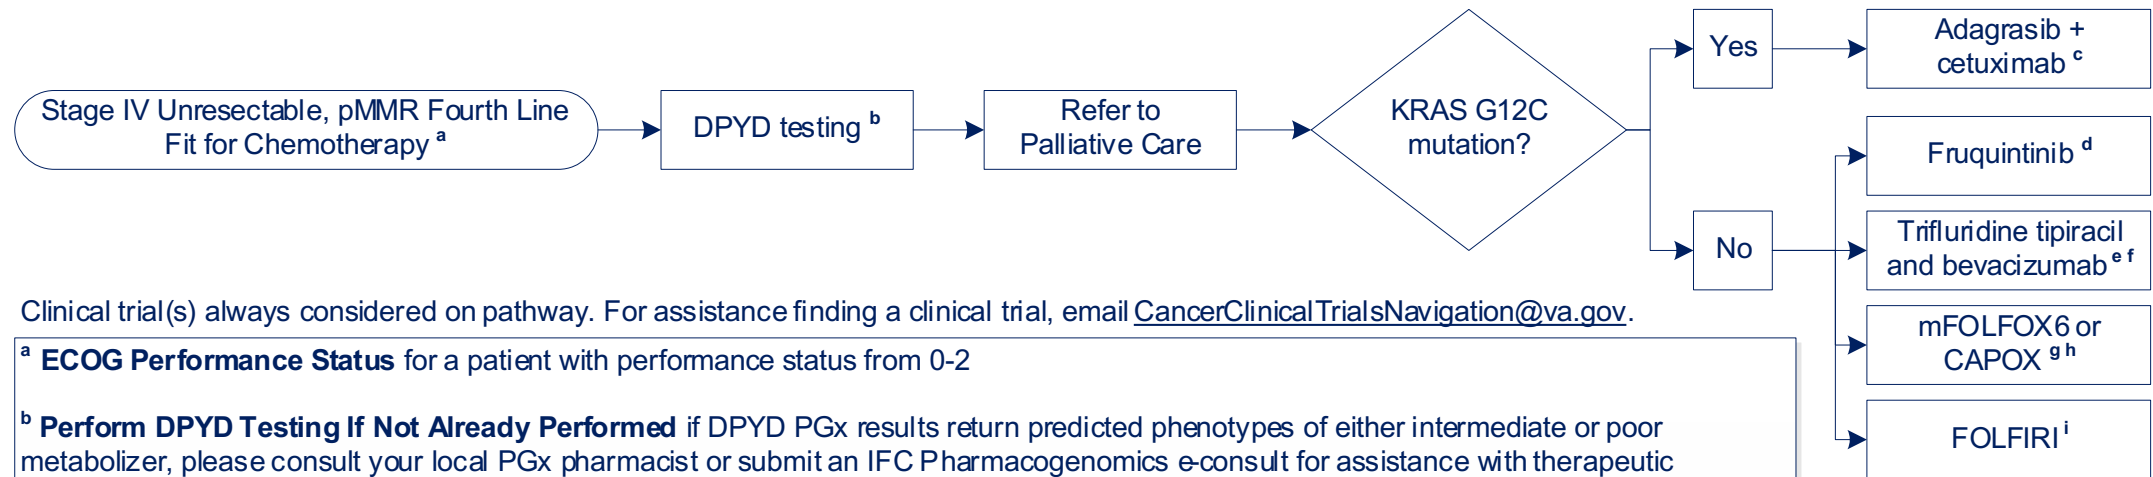 Stage IV Unresectable, pMMR Fourth Line
Fit for Chemotherapy a
DPYD testing b
Refer to
Palliative Care
KRAS G12C
mutation?
Yes
Adagrasib +
cetuximab c
No
Fruquintinib d
Trifluridine tipiracil
and bevacizumab e f
mFOLFOX6 or
CAPOX g h
FOLFIRI i
Clinical trial(s) always considered on pathway. For assistance finding a clinical trial, email CancerClinicalTrialsNavigation@va.gov.
a ECOG Performance Status for a patient with performance status from 0-2
b Perform DPYD Testing If Not Already Performed if DPYD PGx results return predicted phenotypes of either intermediate or poor
metabolizer, please consult your local PGx pharmacist or submit an IFC Pharmacogenomics e-consult for assistance with therapeutic